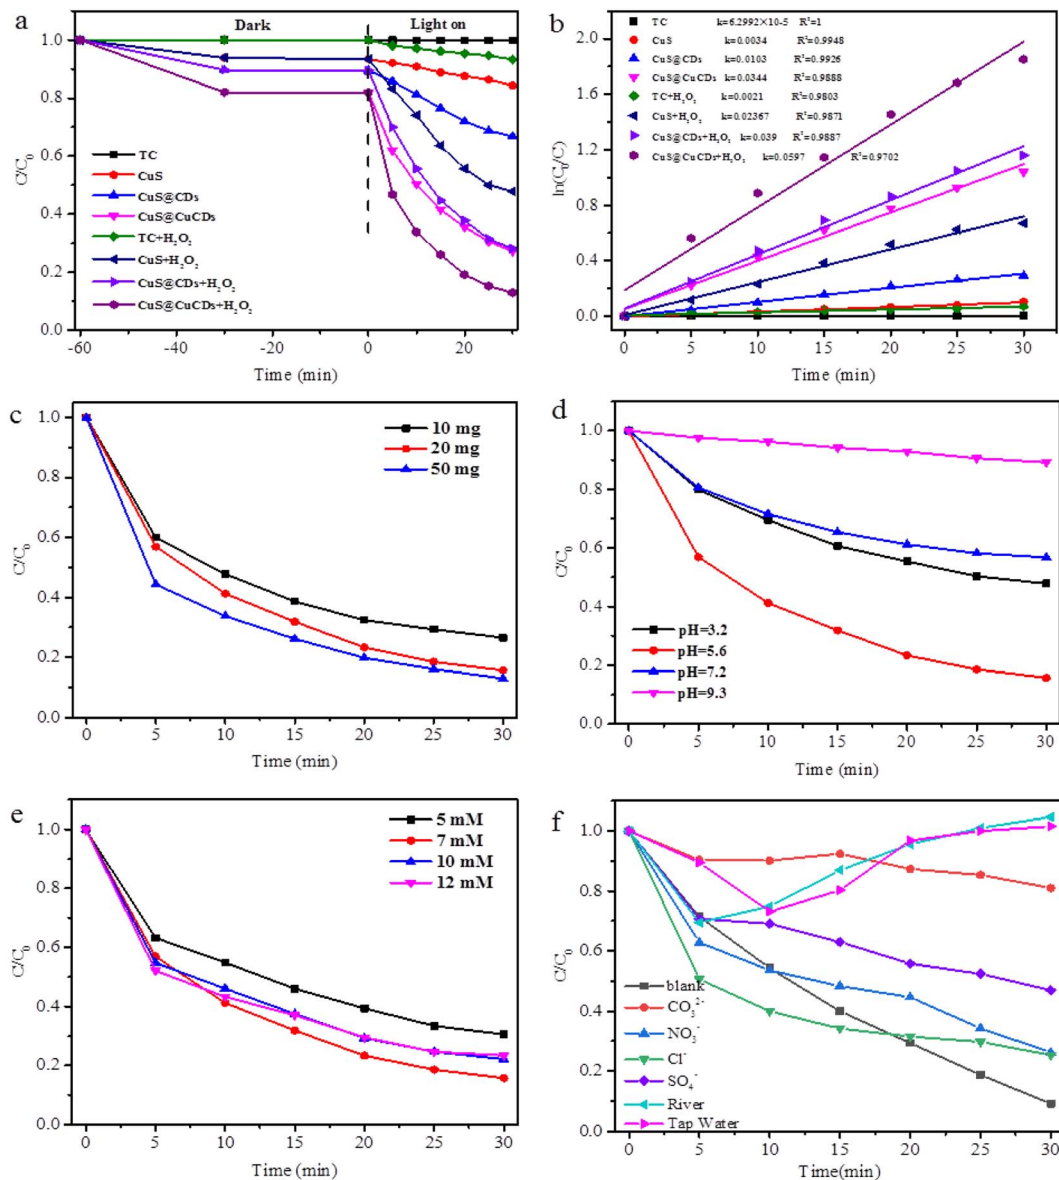 a
Dark
Light on
C/C0
1.0
0.8
0.6
0.4
0.2
0.0
TC
CuS
CuS@CDs
CuS@CuCDs
TC+H2O2
CuS+H2O2
CuS@CDs+H2O2
CuS@CuCDs+H2O2
-60
-40
-20
0
20
Time (min)
b
ln(C0/C)
2.0
1.6
1.2
0.8
0.4
0.0
TC k=6.2992×10-5 R²=1
CuS k=0.0034 R²=0.9948
CuS@CDs k=0.0103 R²=0.9926
CuS@CuCDs k=0.0344 R²=0.9888
TC+H2O2 k=0.0021 R²=0.9803
CuS+H2O2 k=0.02367 R²=0.9871
CuS@CDs+H2O2 k=0.039 R²=0.9887
CuS@CuCDs+H2O2 k=0.0597 R²=0.9702
0 5 10 15 20 25 30
Time (min)
c
C/C0
1.0
0.8
0.6
0.4
0.2
0.0
10 mg
20 mg
50 mg
0 5 10 15 20 25 30
Time (min)
d
C/C0
1.0
0.8
0.6
0.4
0.2
0.0
pH=3.2
pH=5.6
pH=7.2
pH=9.3
0 5 10 15 20 25 30
Time (min)
e
C/C0
1.0
0.8
0.6
0.4
0.2
0.0
5 mM
7 mM
10 mM
12 mM
0 5 10 15 20 25 30
Time (min)
f
C/C0
1.0
0.8
0.6
0.4
0.2
0.0
blank
CO3²⁻
NO3⁻
Cl⁻
SO4⁻
River
Tap Water
0 5 10 15 20 25 30
Time(min)